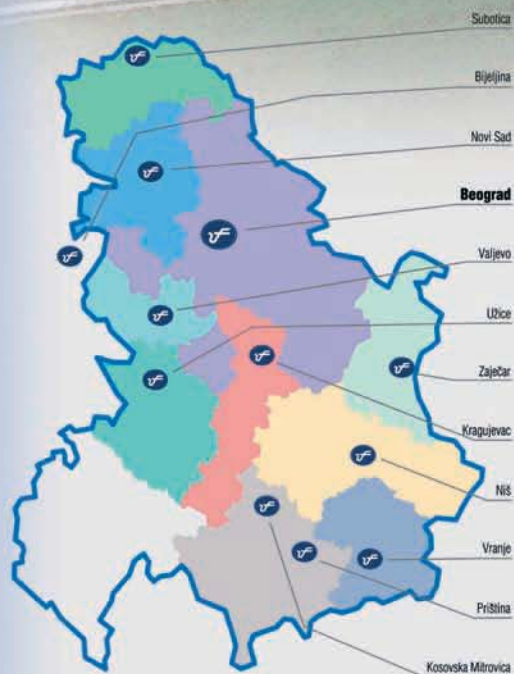 Subotica
Bijeljina
Novi Sad
Beograd
Valjevo
Užice
Zaječar
Kragujevac
Niš
Vranje
Priština
Kosovska Mitrovica